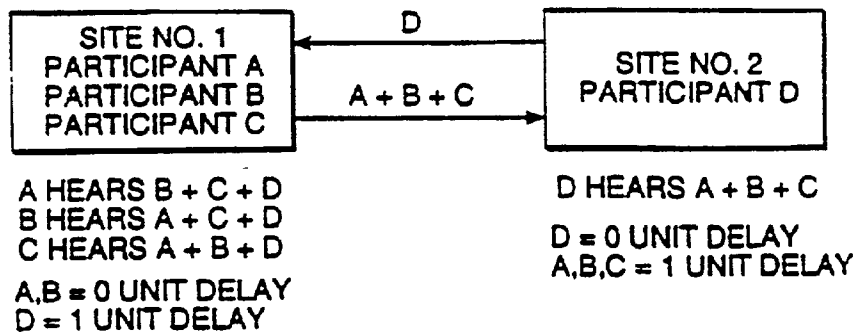 SITE NO. 1
PARTICIPANT A
PARTICIPANT B
PARTICIPANT C
D
A + B + C
SITE NO. 2
PARTICIPANT D
A HEARS B + C + D
B HEARS A + C + D
C HEARS A + B + D
A,B = 0 UNIT DELAY
D = 1 UNIT DELAY
D HEARS A + B + C
D = 0 UNIT DELAY
A,B,C = 1 UNIT DELAY